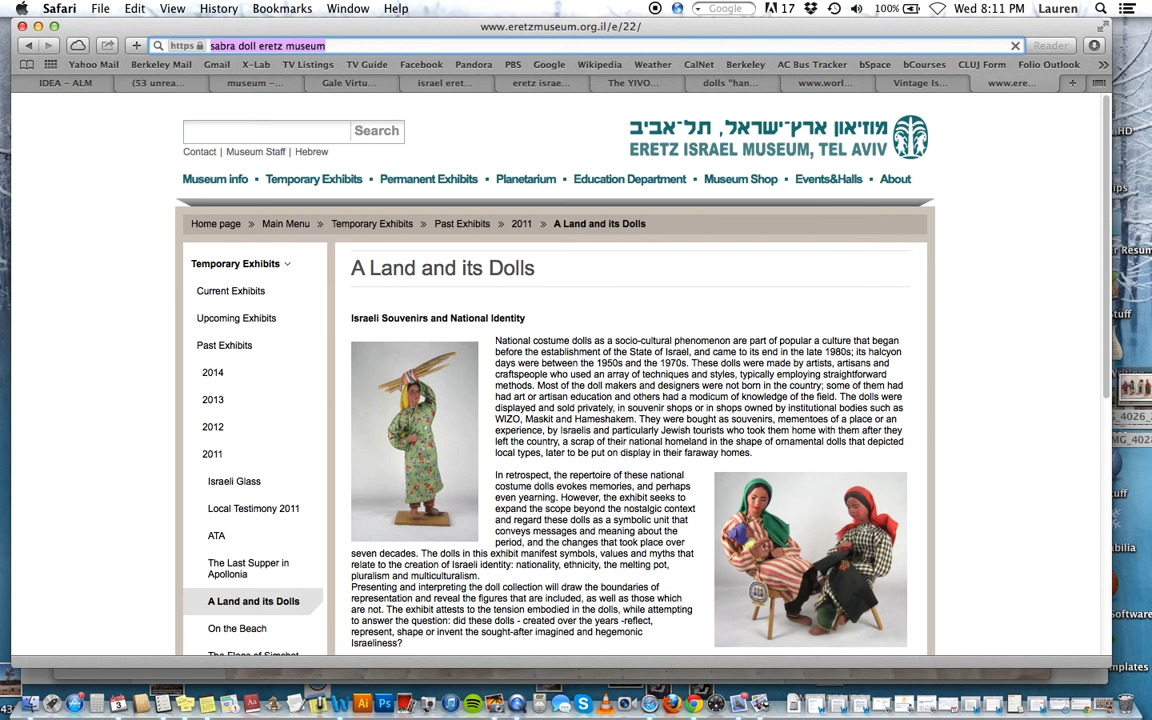 Safari File Edit View History Bookmarks Window Help Google 17 100% Wed 8:11 PM Lauren
www.eretzmuseum.org.il/e/22/
https sabra doll eretz museum Reader
Yahoo Mail Berkeley Mail Gmail X-Lab TV Listings TV Guide Facebook Pandora PBS Google Wikipedia Weather CalNet Berkeley AC Bus Tracker bSpace bCourses CLUJ Form Folio Outlook
IDEA – ALM (53 unrea... museum –... Gale Virtu... israel eret... eretz israe... The YIVO... dolls "han... www.worl... Vintage Is... www.ere...
Search
Contact | Museum Staff | Hebrew
מוזיאון ארץ־ישראל, תל־אביב
ERETZ ISRAEL MUSEUM, TEL AVIV
Museum info Temporary Exhibits Permanent Exhibits Planetarium Education Department Museum Shop Events&Halls About
Home page » Main Menu » Temporary Exhibits » Past Exhibits » 2011 » A Land and its Dolls
Temporary Exhibits
Current Exhibits
Upcoming Exhibits
Past Exhibits
2014
2013
2012
2011
Israeli Glass
Local Testimony 2011
ATA
The Last Supper in
Apollonia
A Land and its Dolls
On the Beach
A Land and its Dolls
Israeli Souvenirs and National Identity
National costume dolls as a socio-cultural phenomenon are part of popular a culture that began
before the establishment of the State of Israel, and came to its end in the late 1980s; its halcyon
days were between the 1950s and the 1970s. These dolls were made by artists, artisans and
craftspeople who used an array of techniques and styles, typically employing straightforward
methods. Most of the doll makers and designers were not born in the country; some of them had
had art or artisan education and others had a modicum of knowledge of the field. The dolls were
displayed and sold privately, in souvenir shops or in shops owned by institutional bodies such as
WIZO, Maskit and Hameshakem. They were bought as souvenirs, mementoes of a place or an
experience, by Israelis and particularly Jewish tourists who took them home with them after they
left the country, a scrap of their national homeland in the shape of ornamental dolls that depicted
local types, later to be put on display in their faraway homes.
In retrospect, the repertoire of these national
costume dolls evokes memories, and perhaps
even yearning. However, the exhibit seeks to
expand the scope beyond the nostalgic context
and regard these dolls as a symbolic unit that
conveys messages and meaning about the
period, and the changes that took place over
seven decades. The dolls in this exhibit manifest symbols, values and myths that
relate to the creation of Israeli identity: nationality, ethnicity, the melting pot,
pluralism and multiculturalism.
Presenting and interpreting the doll collection will draw the boundaries of
representation and reveal the figures that are included, as well as those which
are not. The exhibit attests to the tension embodied in the dolls, while attempting
to answer the question: did these dolls - created over the years -reflect,
represent, shape or invent the sought-after imagined and hegemonic
Israeliness?